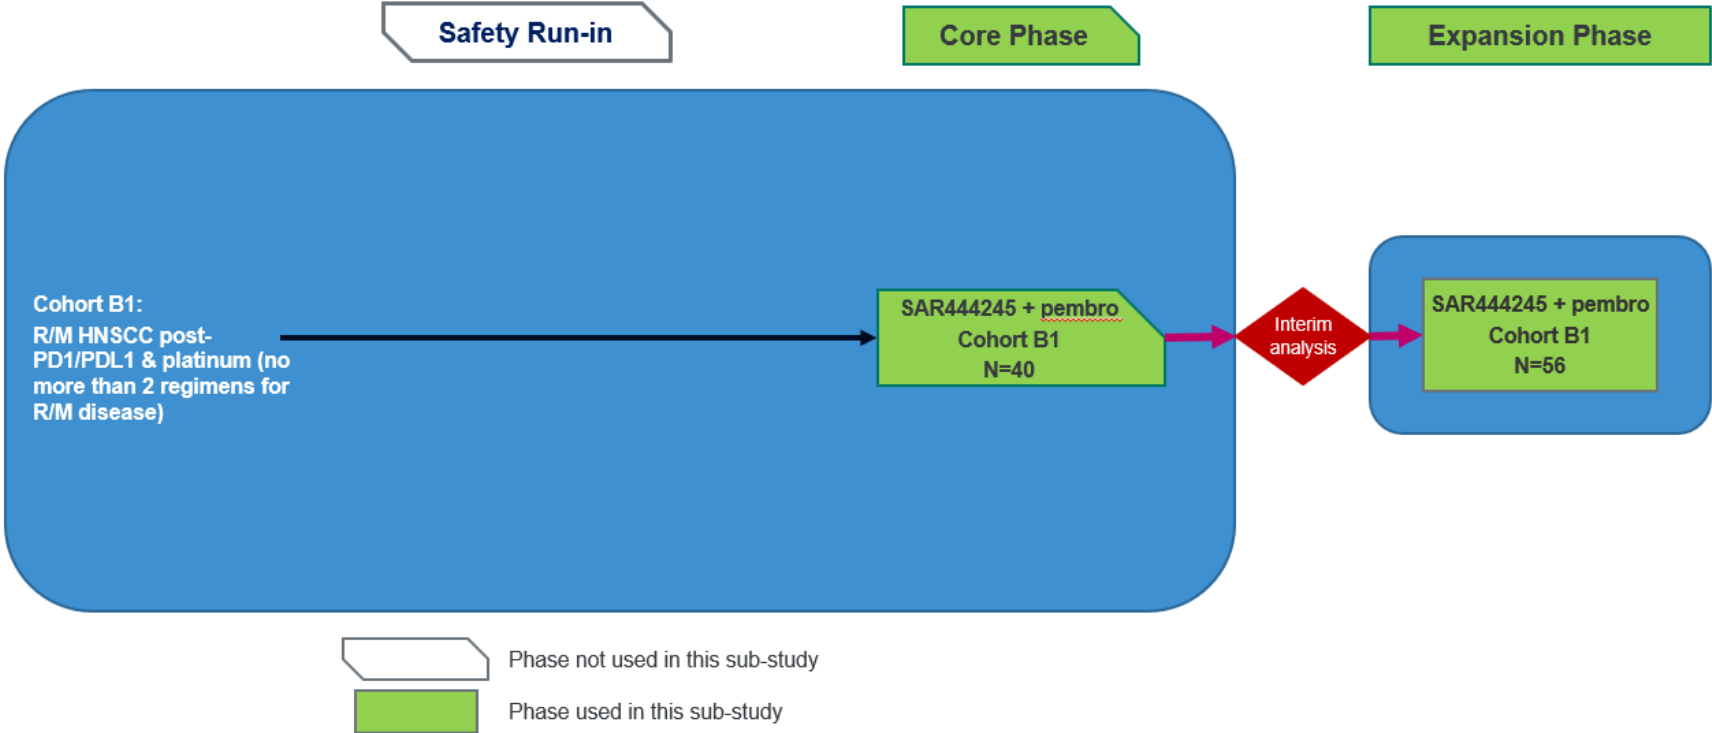 Safety Run-in
Core Phase
Expansion Phase
Cohort B1:
R/M HNSCC post-
PD1/PDL1 & platinum (no
more than 2 regimens for
R/M disease)
SAR444245 + pembro
Cohort B1
N=40
Interim
analysis
SAR444245 + pembro
Cohort B1
N=56
Phase not used in this sub-study
Phase used in this sub-study